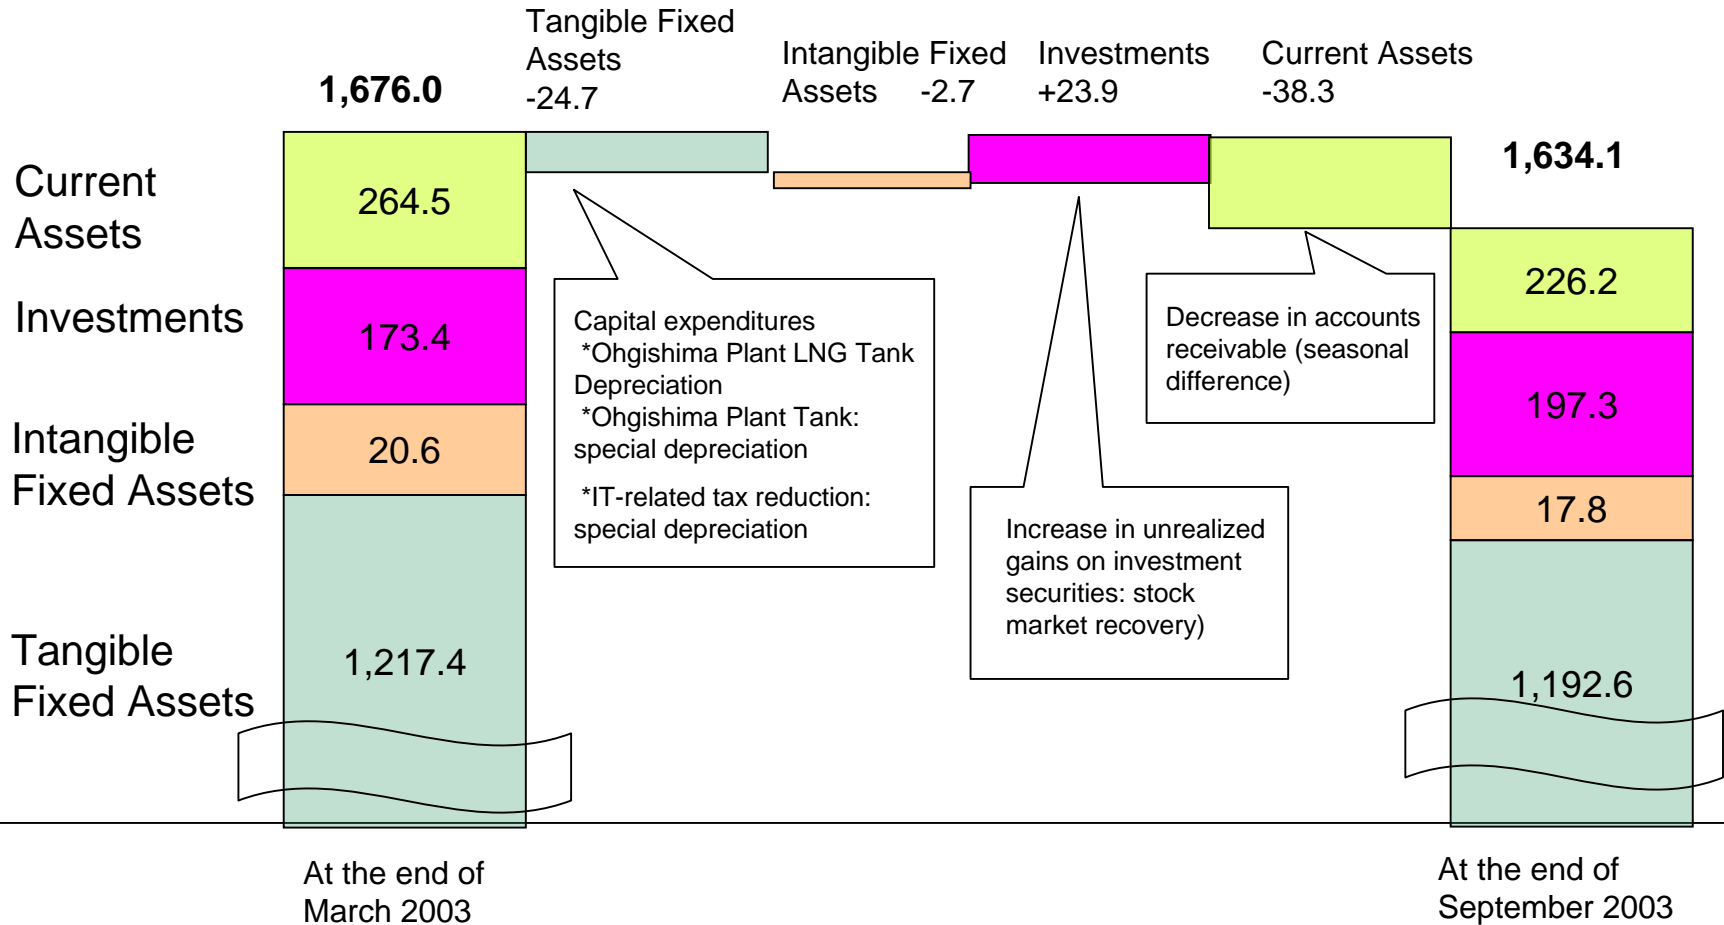 Tangible Fixed
Assets
-24.7
Intangible Fixed
Assets -2.7
Investments
+23.9
Current Assets
-38.3
1,676.0
1,634.1
Current
Assets
264.5
226.2
Investments
173.4
197.3
Intangible
Fixed Assets
20.6
17.8
Tangible
Fixed Assets
1,217.4
1,192.6
Capital expenditures
*Ohgishima Plant LNG Tank
Depreciation
*Ohgishima Plant Tank:
special depreciation
*IT-related tax reduction:
special depreciation
Increase in unrealized
gains on investment
securities: stock
market recovery)
Decrease in accounts
receivable (seasonal
difference)
At the end of
March 2003
At the end of
September 2003